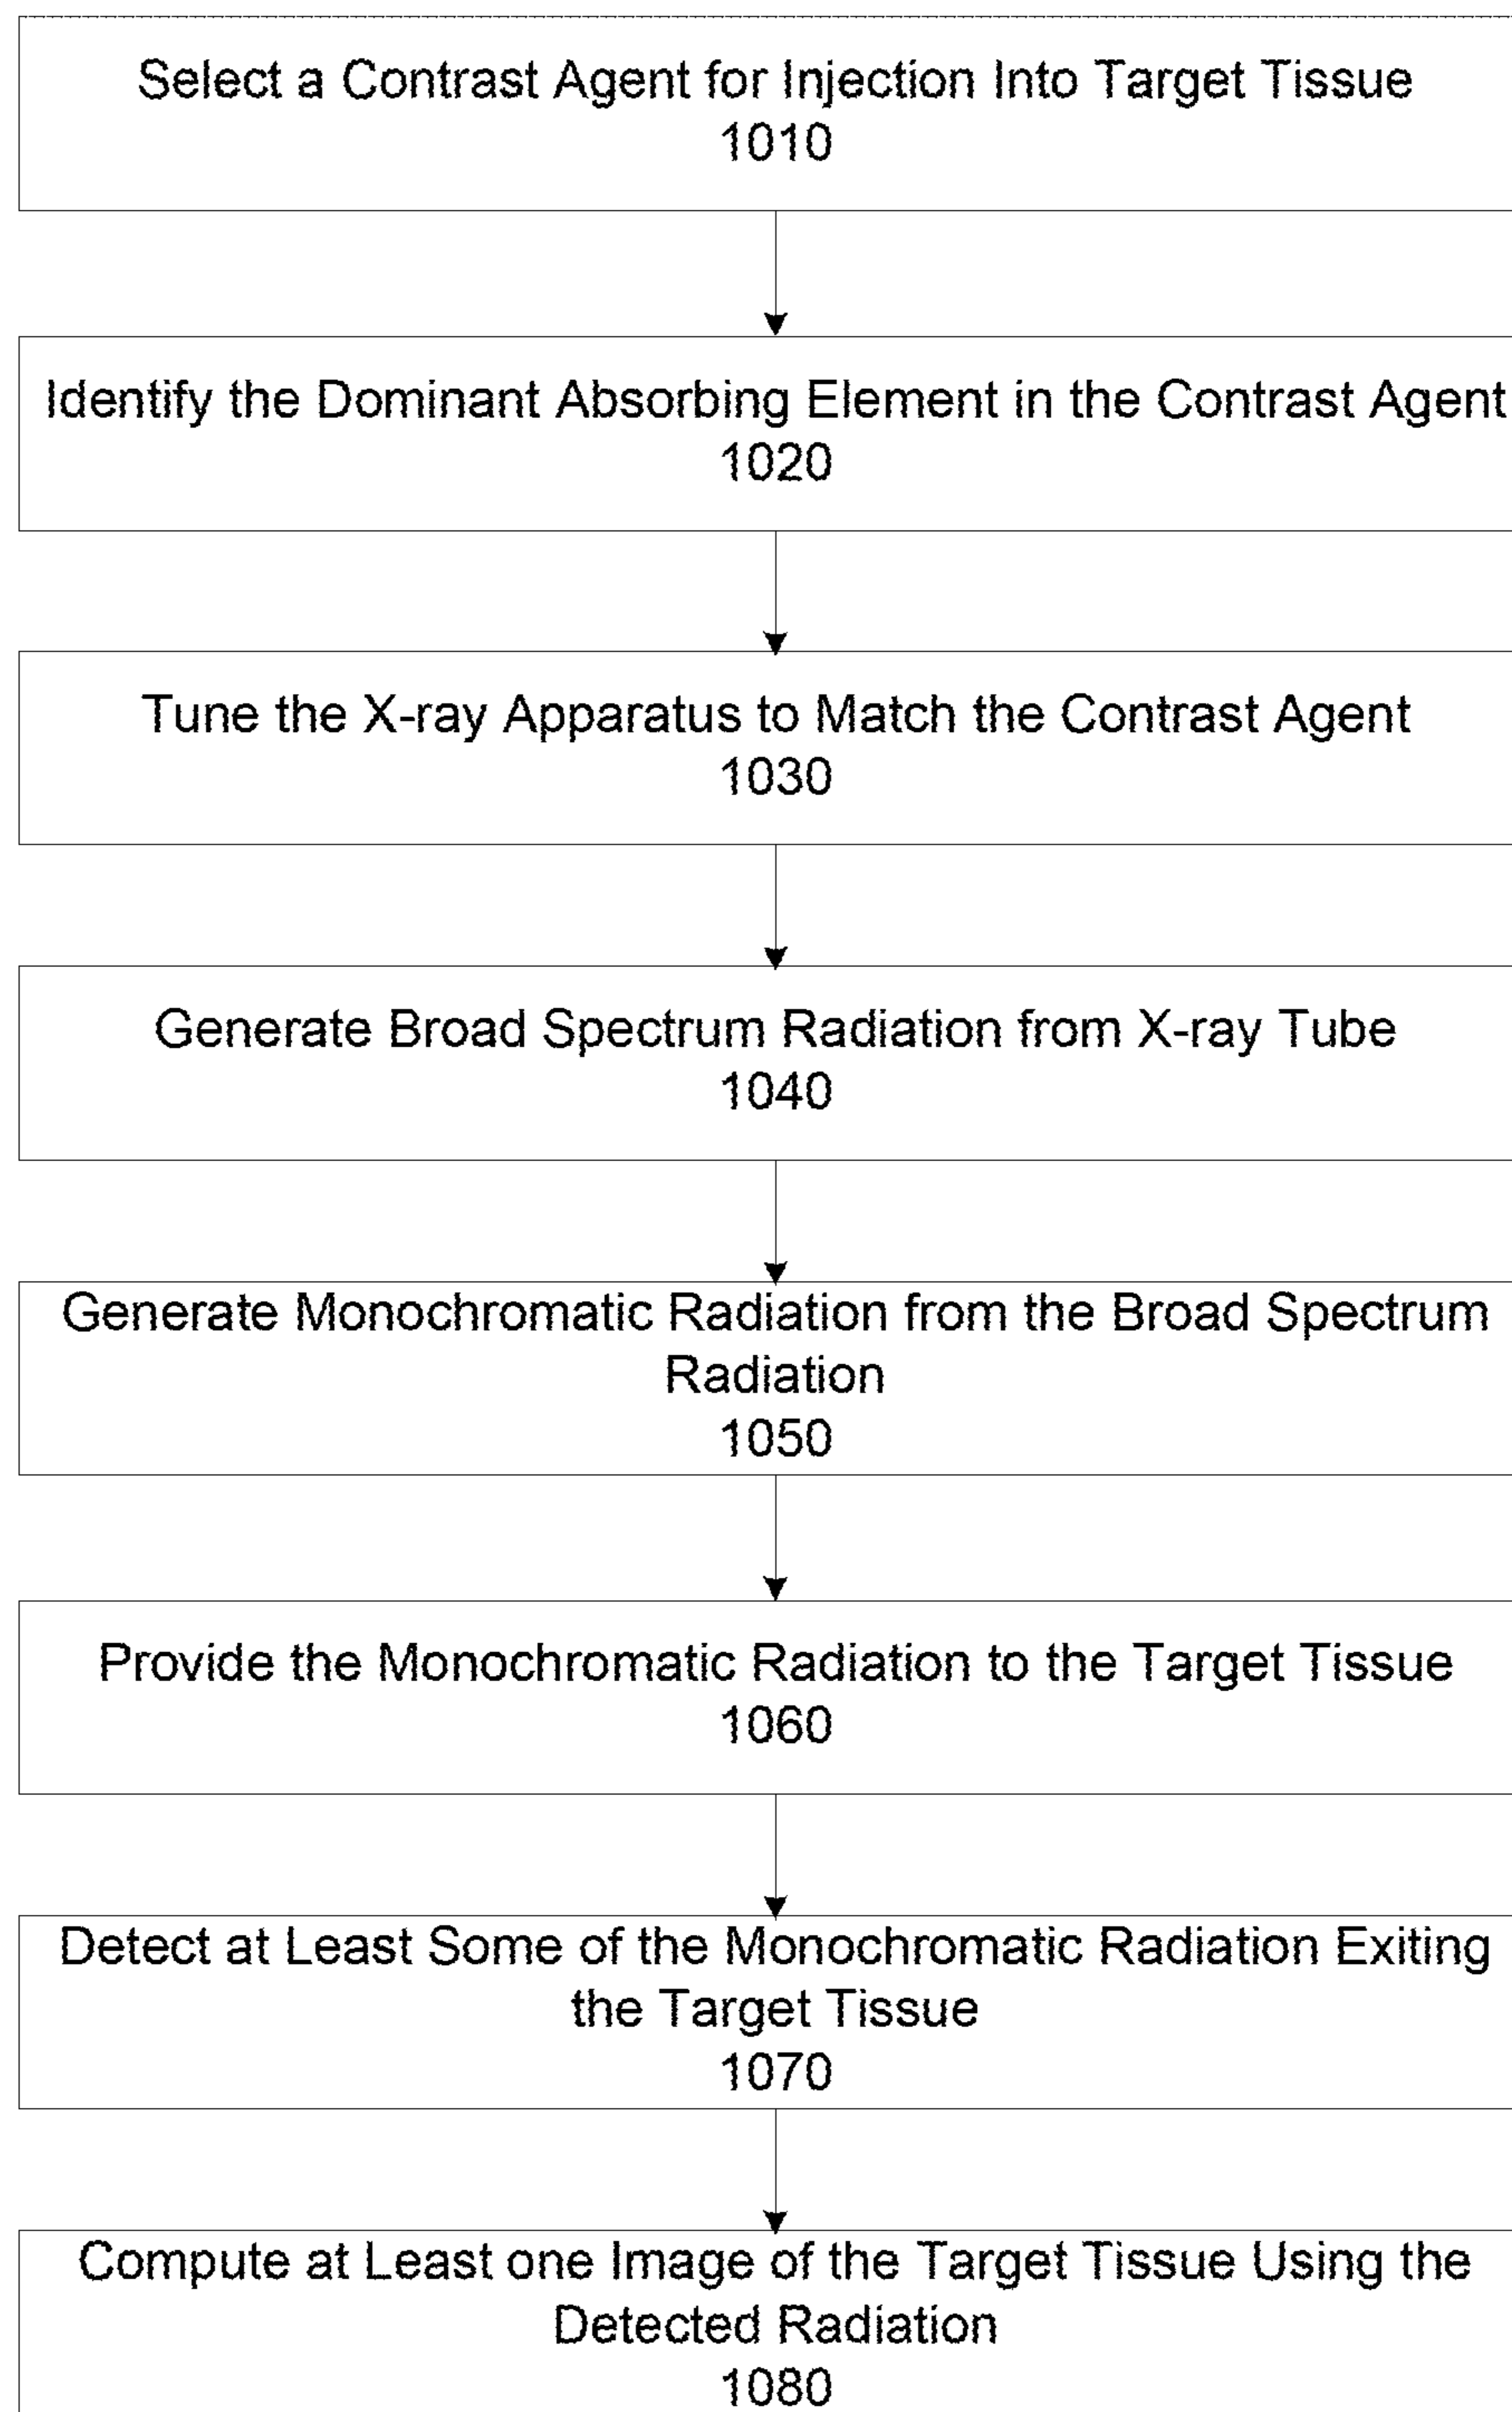 Select a Contrast Agent for Injection Into Target Tissue
1010
Identify the Dominant Absorbing Element in the Contrast Agent
1020
Tune the X-ray Apparatus to Match the Contrast Agent
1030
Generate Broad Spectrum Radiation from X-ray Tube
1040
Generate Monochromatic Radiation from the Broad Spectrum
Radiation
1050
Provide the Monochromatic Radiation to the Target Tissue
1060
Detect at Least Some of the Monochromatic Radiation Exiting
the Target Tissue
1070
Compute at Least one Image of the Target Tissue Using the
Detected Radiation
1080